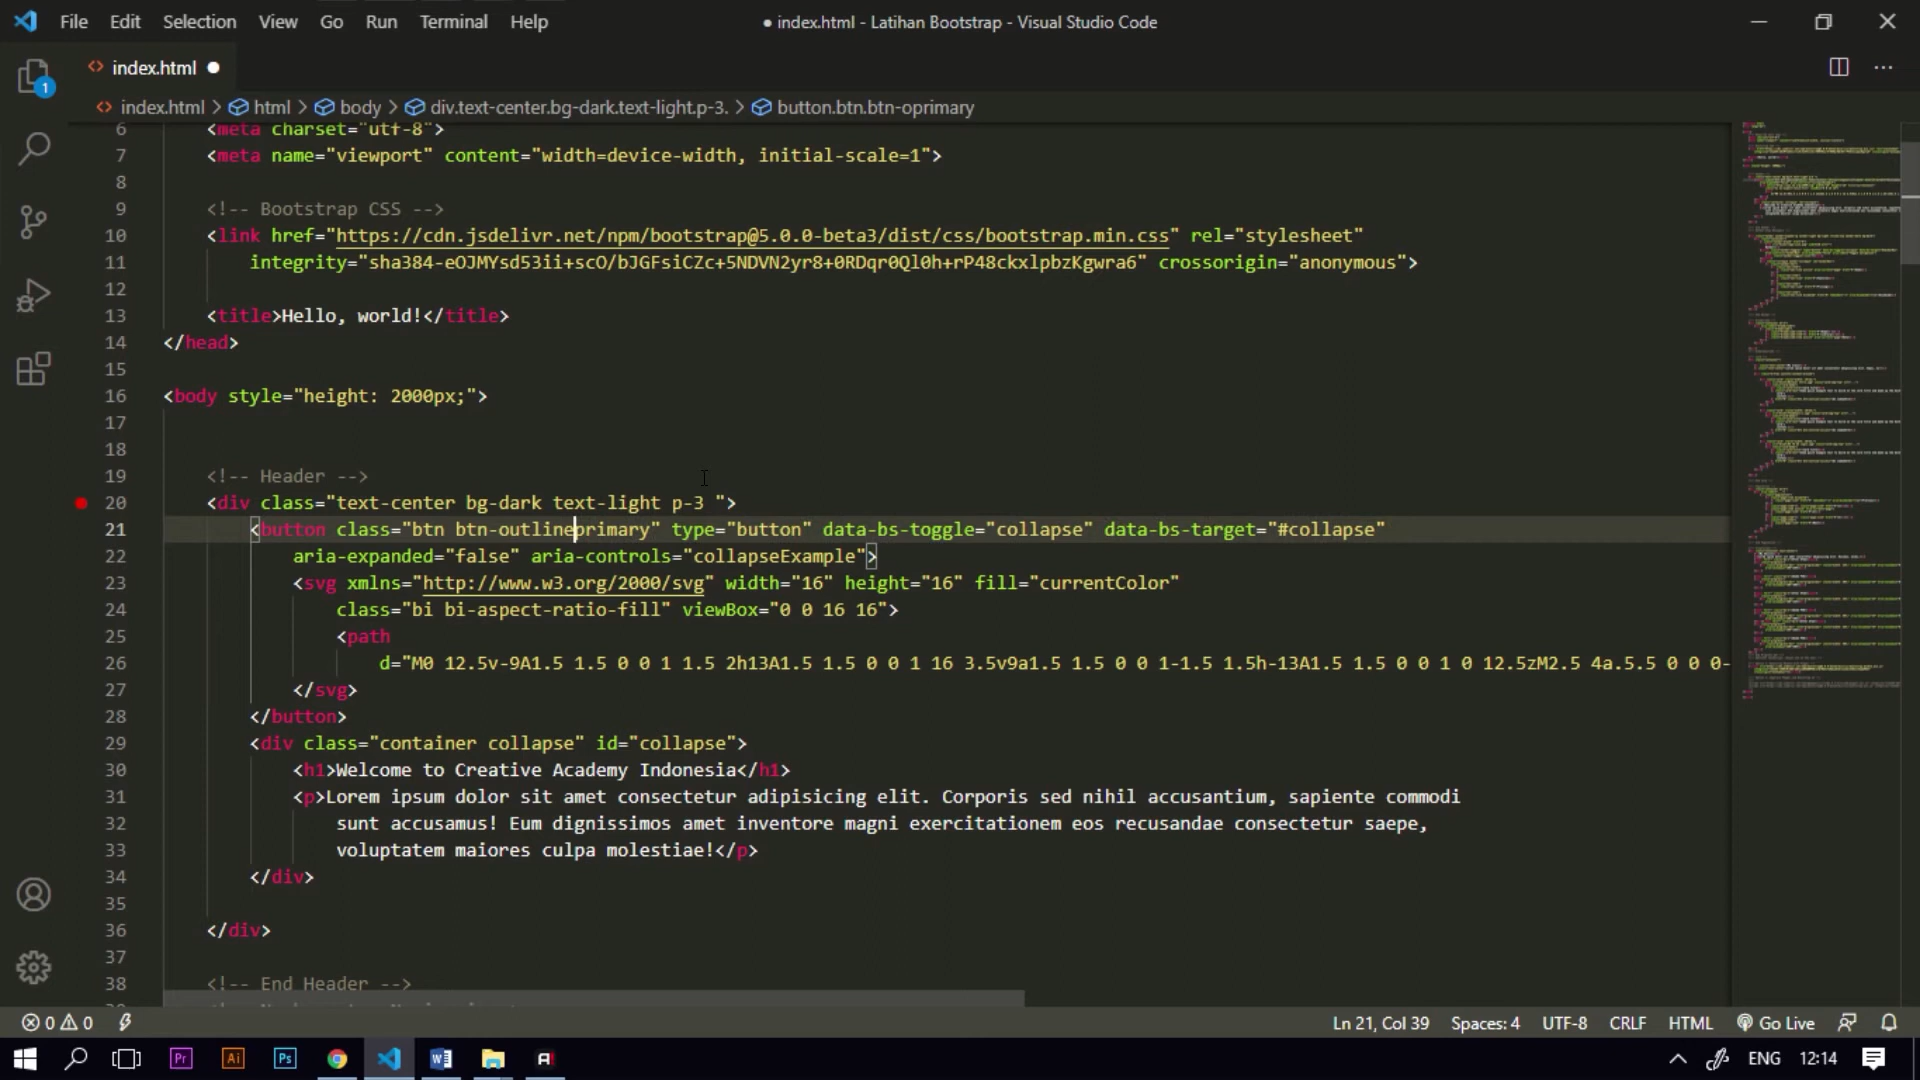 File Edit Selection View Go Run Terminal Help
● index.html - Latihan Bootstrap - Visual Studio Code
index.html ●
index.html > html > body > div.text-center.bg-dark.text-light.p-3. > button.btn.btn-oprimary
1
6 <meta charset="utf-8">
7 <meta name="viewport" content="width=device-width, initial-scale=1">
8
9 <!-- Bootstrap CSS -->
10 <link href="https://cdn.jsdelivr.net/npm/bootstrap@5.0.0-beta3/dist/css/bootstrap.min.css" rel="stylesheet"
11 integrity="sha384-eOJMYsd53ii+scO/bJGFsiCZc+5NDVN2yr8+0RDqr0Ql0h+rP48ckxlpbzKgwra6" crossorigin="anonymous">
12
13 <title>Hello, world!</title>
14 </head>
15
16 <body style="height: 2000px;">
17
18
19 <!-- Header -->
20 <div class="text-center bg-dark text-light p-3 ">
21 <button class="btn btn-outlineprimary" type="button" data-bs-toggle="collapse" data-bs-target="#collapse"
22 aria-expanded="false" aria-controls="collapseExample">
23 <svg xmlns="http://www.w3.org/2000/svg" width="16" height="16" fill="currentColor"
24 class="bi bi-aspect-ratio-fill" viewBox="0 0 16 16">
25 <path
26 d="M0 12.5v-9A1.5 1.5 0 0 1 1.5 2h13A1.5 1.5 0 0 1 16 3.5v9a1.5 1.5 0 0 1-1.5 1.5h-13A1.5 1.5 0 0 1 0 12.5zM2.5 4a.5.5 0 0 0-
27 </svg>
28 </button>
29 <div class="container collapse" id="collapse">
30 <h1>Welcome to Creative Academy Indonesia</h1>
31 <p>Lorem ipsum dolor sit amet consectetur adipisicing elit. Corporis sed nihil accusantium, sapiente commodi
32 sunt accusamus! Eum dignissimos amet inventore magni exercitationem eos recusandae consectetur saepe,
33 voluptatem maiores culpa molestiae!</p>
34 </div>
35
36 </div>
37
38 <!-- End Header -->
0 0 Ln 21, Col 39 Spaces: 4 UTF-8 CRLF HTML Go Live
Pr Ai Ps ENG 12:14